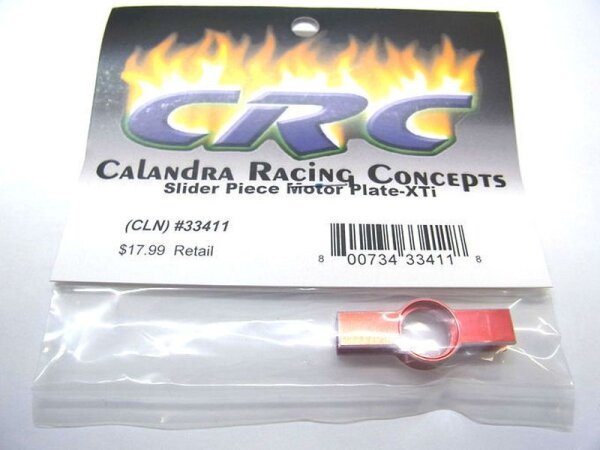 CRC
Calandra Racing Concepts
Slider Piece Motor Plate-XTi
(CLN) #33411
$17.99 Retail
8 00734 33411 8